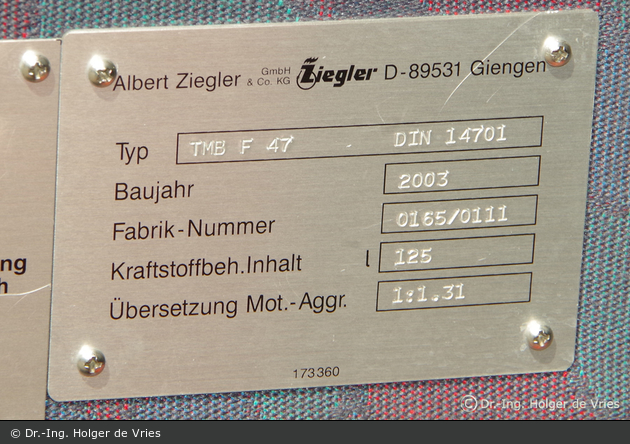 Albert Ziegler GmbH & Co. KG Ziegler D-89531 Giengen
Typ TMB F 47 . DIN 14701
Baujahr 2003
Fabrik-Nummer 0165/0111
Kraftstoffbeh.Inhalt l 125
Übersetzung Mot.-Aggr. 1:1.31
173360
ng
h
© Dr.-Ing. Holger de Vries
© Dr.-Ing. Holger de Vries